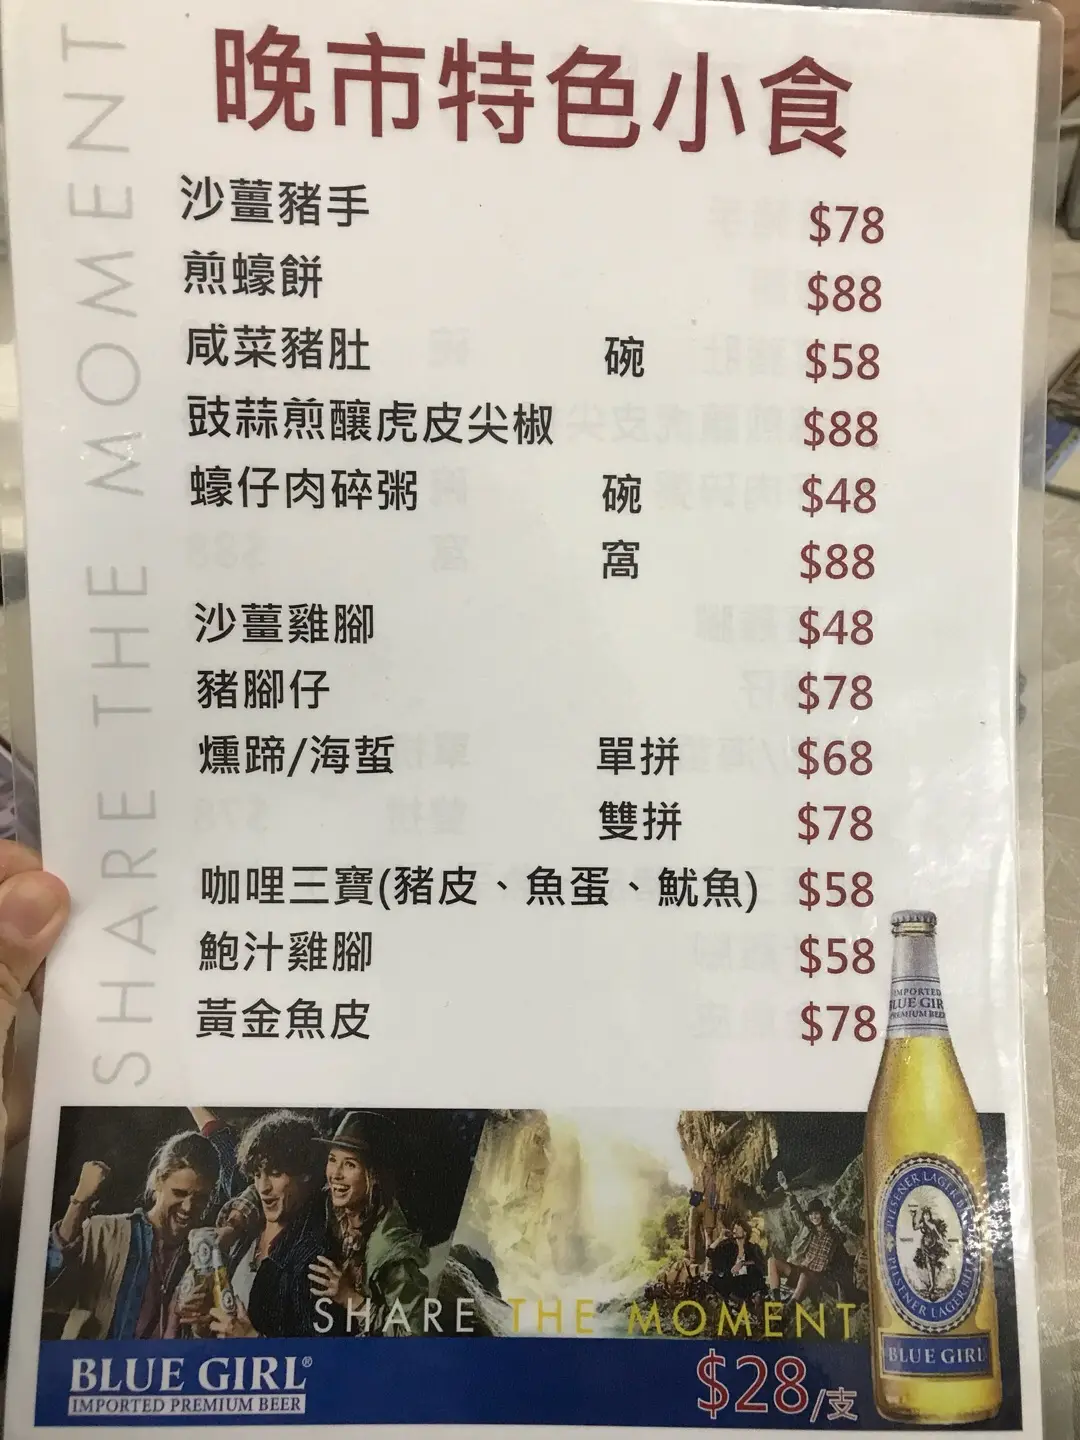 晚市特色小食
沙薑豬手 $78
煎蠔餅 $88
咸菜豬肚 碗 $58
豉蒜煎釀虎皮尖椒 $88
蠔仔肉碎粥 碗 $48
窩 $88
沙薑雞腳 $48
豬腳仔 $78
燻蹄/海蜇 單拼 $68
雙拼 $78
咖哩三寶(豬皮、魚蛋、魷魚) $58
鮑汁雞腳 $58
黃金魚皮 $78
SHARE THE MOMENT
SHARE THE MOMENT
BLUE GIRL®
IMPORTED PREMIUM BEER
$28/支
IMPORTED
BLUE GIRL
PREMIUM BEER
PILSENER LAGER BEER
PILSENER LAGER BEER
BLUE GIRL